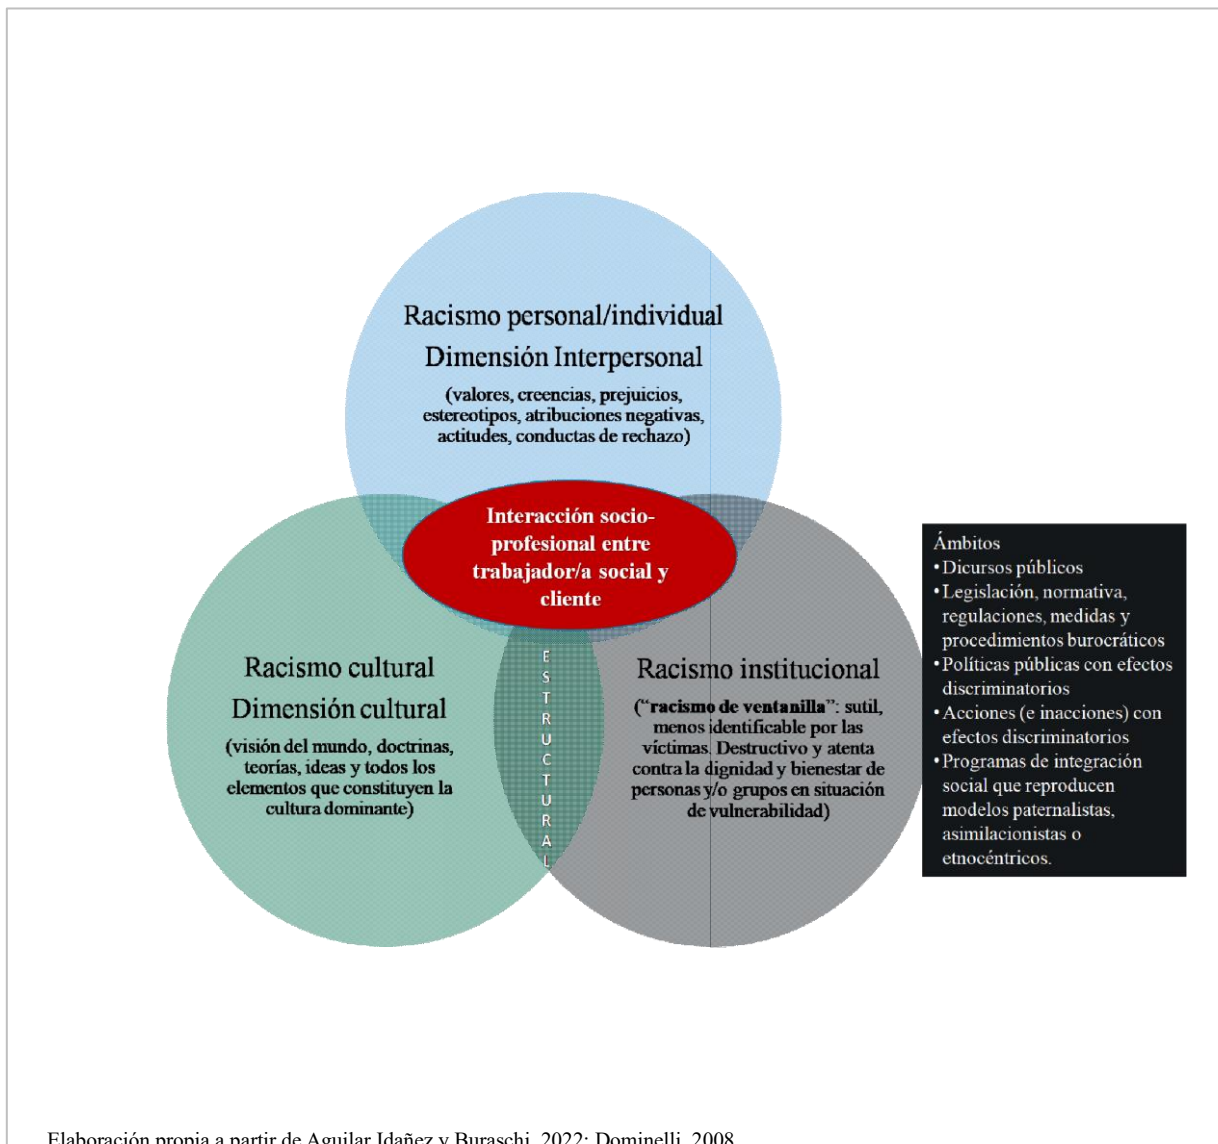 Racismo personal/individual
Dimensión Interpersonal
(valores, creencias, prejuicios,
estereotipos, atribuciones negativas,
actitudes, conductas de rechazo)
Interacción socio-
profesional entre
trabajador/a social y
cliente
Racismo cultural
Dimensión cultural
(visión del mundo, doctrinas,
teorías, ideas y todos los
elementos que constituyen la
cultura dominante)
ESTRUCTURAL
Racismo institucional
(“racismo de ventanilla”: sutil,
menos identificable por las
víctimas. Destructivo y atenta
contra la dignidad y bienestar de
personas y/o grupos en situación
de vulnerabilidad)
Ámbitos
•Dicursos públicos
•Legislación, normativa,
regulaciones, medidas y
procedimientos burocráticos
•Políticas públicas con efectos
discriminatorios
•Acciones (e inacciones) con
efectos discriminatorios
•Programas de integración
social que reproducen
modelos paternalistas,
asimilacionistas o
etnocéntricos.
Elaboración propia a partir de Aguilar Idañez y Buraschi, 2022; Dominelli, 2008